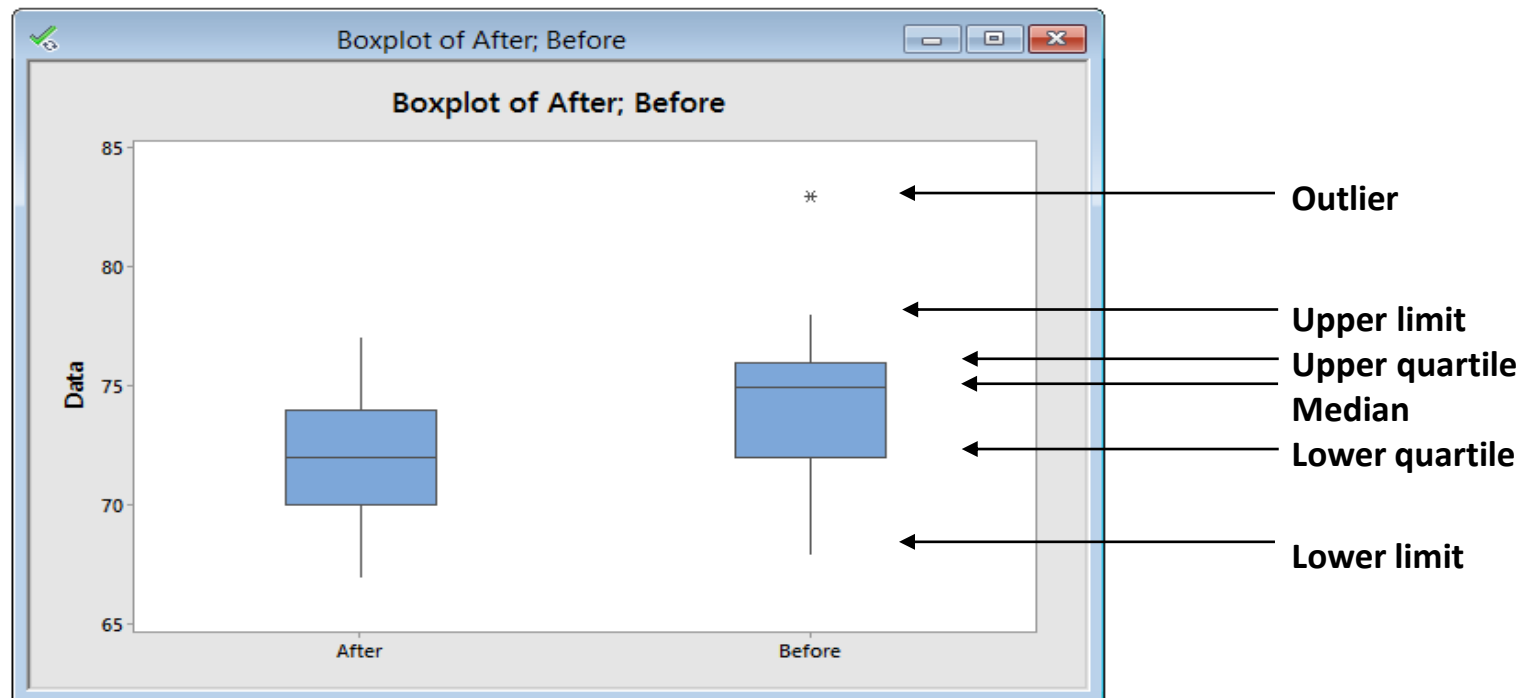 Boxplot of After; Before
Boxplot of After; Before
85
80
75
70
65
Data
After
Before
Outlier
Upper limit
Upper quartile
Median
Lower quartile
Lower limit